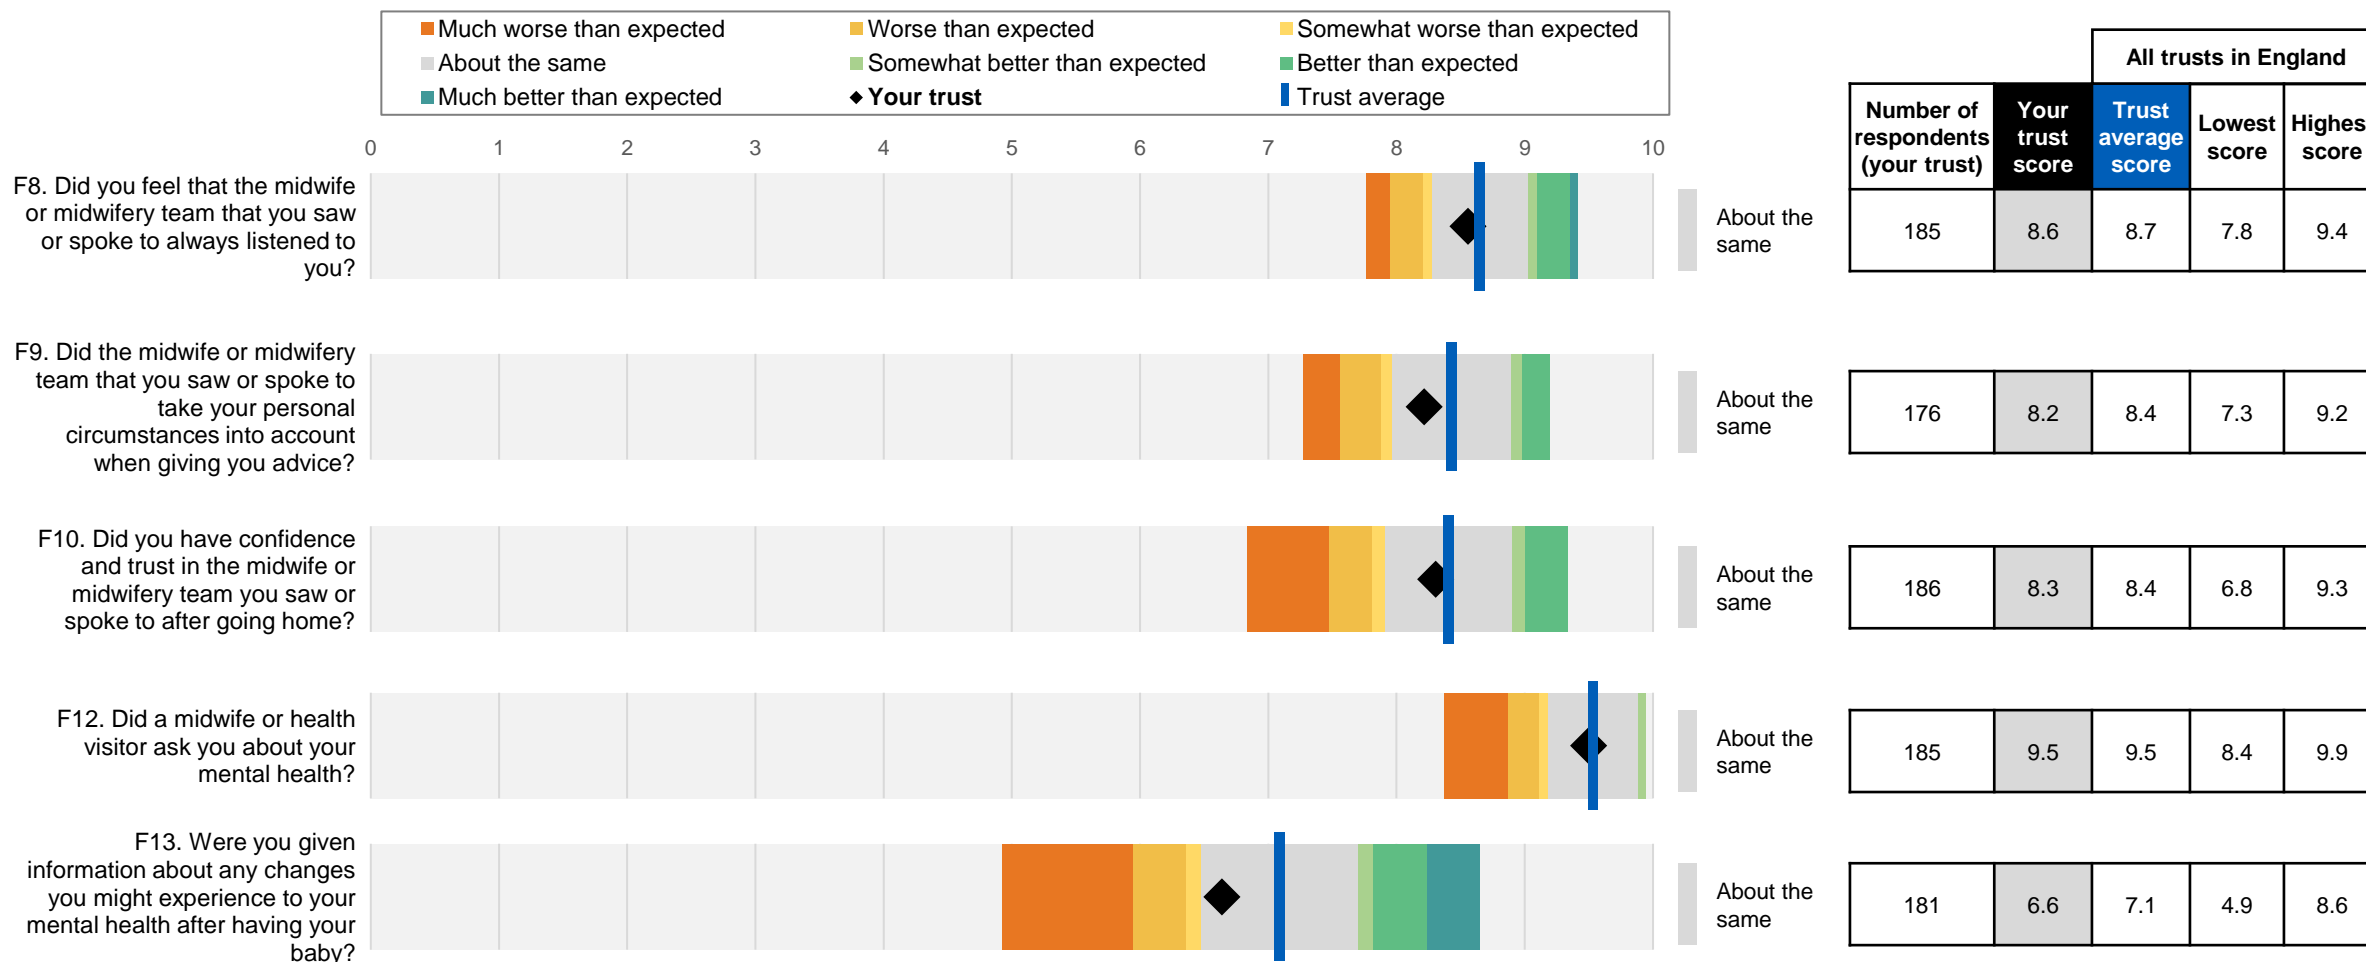 Much worse than expected
Worse than expected
Somewhat worse than expected
About the same
Somewhat better than expected
Better than expected
Much better than expected
Your trust
Trust average
All trusts in England
Number of
respondents
(your trust)
Your
trust
score
Trust
average
score
Lowest
score
Highes
score
0 1 2 3 4 5 6 7 8 9 10
F8. Did you feel that the midwife
or midwifery team that you saw
or spoke to always listened to
you?
About the
same
185 8.6 8.7 7.8 9.4
F9. Did the midwife or midwifery
team that you saw or spoke to
take your personal
circumstances into account
when giving you advice?
About the
same
176 8.2 8.4 7.3 9.2
F10. Did you have confidence
and trust in the midwife or
midwifery team you saw or
spoke to after going home?
About the
same
186 8.3 8.4 6.8 9.3
F12. Did a midwife or health
visitor ask you about your
mental health?
About the
same
185 9.5 9.5 8.4 9.9
F13. Were you given
information about any changes
you might experience to your
mental health after having your
baby?
About the
same
181 6.6 7.1 4.9 8.6